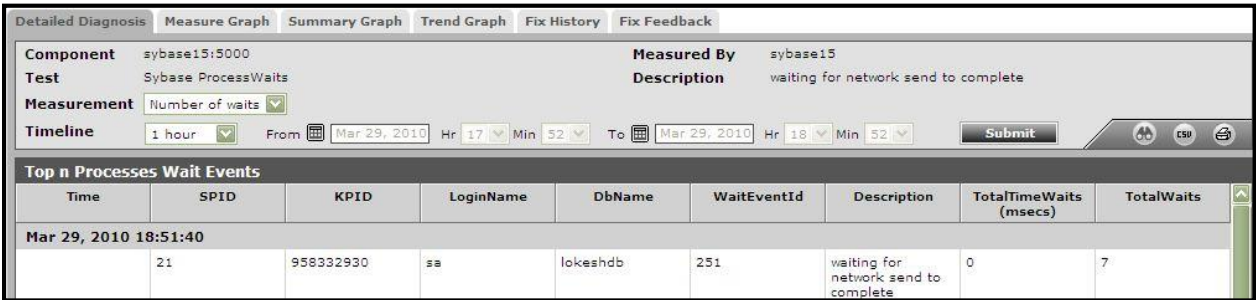 Detailed Diagnosis Measure Graph Summary Graph Trend Graph Fix History Fix Feedback
Component sybase15:5000 Measured By sybase15
Test Sybase ProcessWaits Description waiting for network send to complete
Measurement Number of waits
Timeline 1 hour From Mar 29, 2010 Hr 17 Min 52 To Mar 29, 2010 Hr 18 Min 52 Submit CSV
Top n Processes Wait Events
Time SPID KPID LoginName DbName WaitEventId Description TotalTimeWaits (msecs) TotalWaits
Mar 29, 2010 18:51:40
21 958332930 sa lokeshdb 251 waiting for network send to complete 0 7